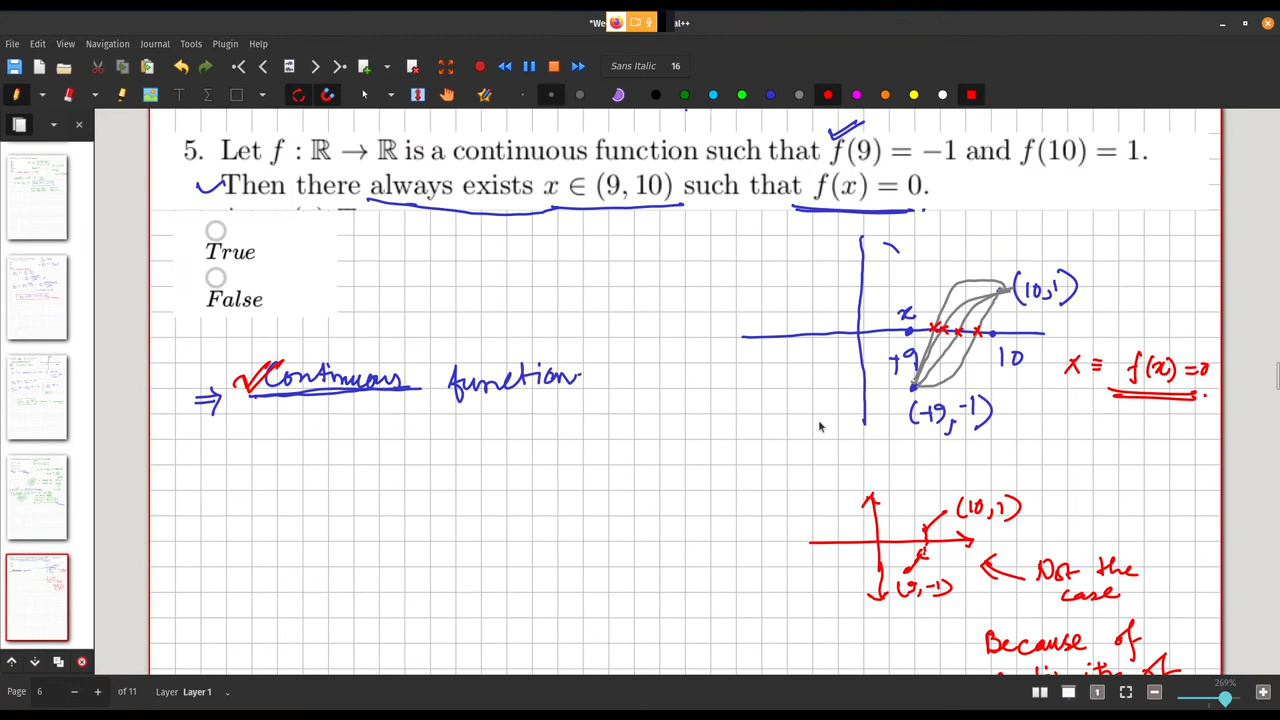 *We
al++
File Edit View Navigation Journal Tools Plugin Help
Sans Italic 16
5. Let f : ℝ → ℝ is a continuous function such that f(9) = −1 and f(10) = 1.
Then there always exists x ∈ (9, 10) such that f(x) = 0.
True
False
(10,1)
x
+9
10
x ≡ f(x) = 0
⇒ Continuous function
(+9, -1)
(10,1)
(9,-1)
Not the
case
Because of
Page 6 of 11 Layer Layer 1
269%
1